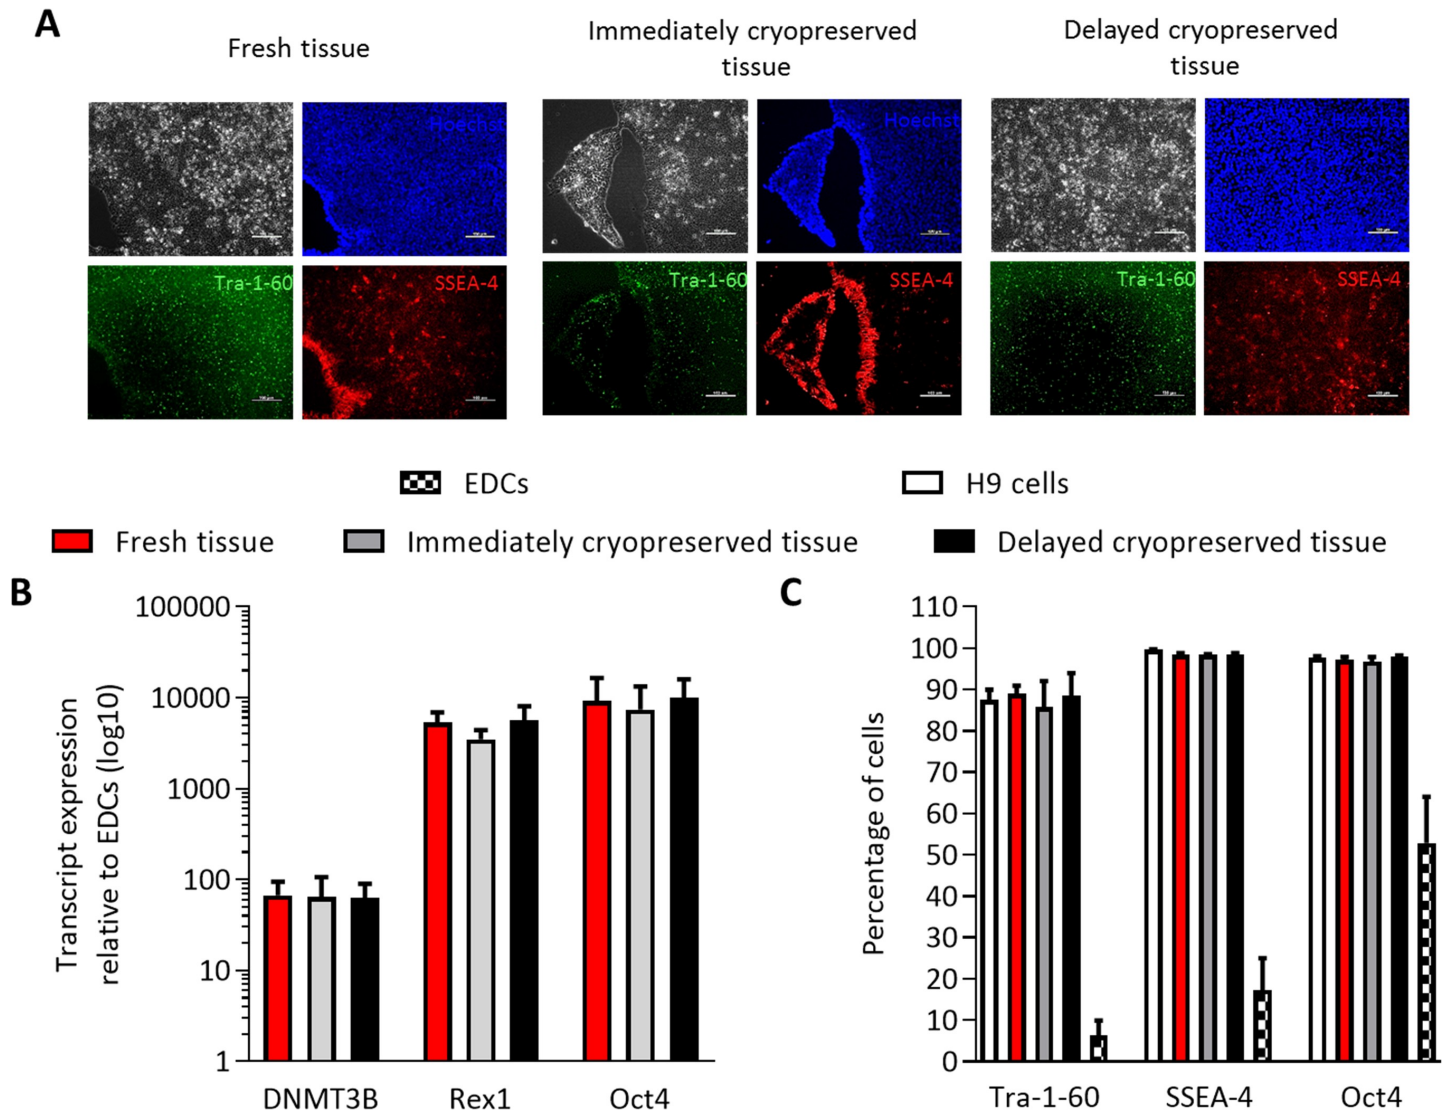 A
Fresh tissue
Immediately cryopreserved
tissue
Delayed cryopreserved
tissue
Hoechst
Hoechst
Hoechst
Tra-1-60
SSEA-4
Tra-1-60
SSEA-4
Tra-1-60
SSEA-4
EDCs
H9 cells
Fresh tissue
Immediately cryopreserved tissue
Delayed cryopreserved tissue
B
Transcript expression
relative to EDCs (log10)
100000
10000
1000
100
10
1
DNMT3B
Rex1
Oct4
C
Percentage of cells
110
100
90
80
70
60
50
40
30
20
10
0
Tra-1-60
SSEA-4
Oct4